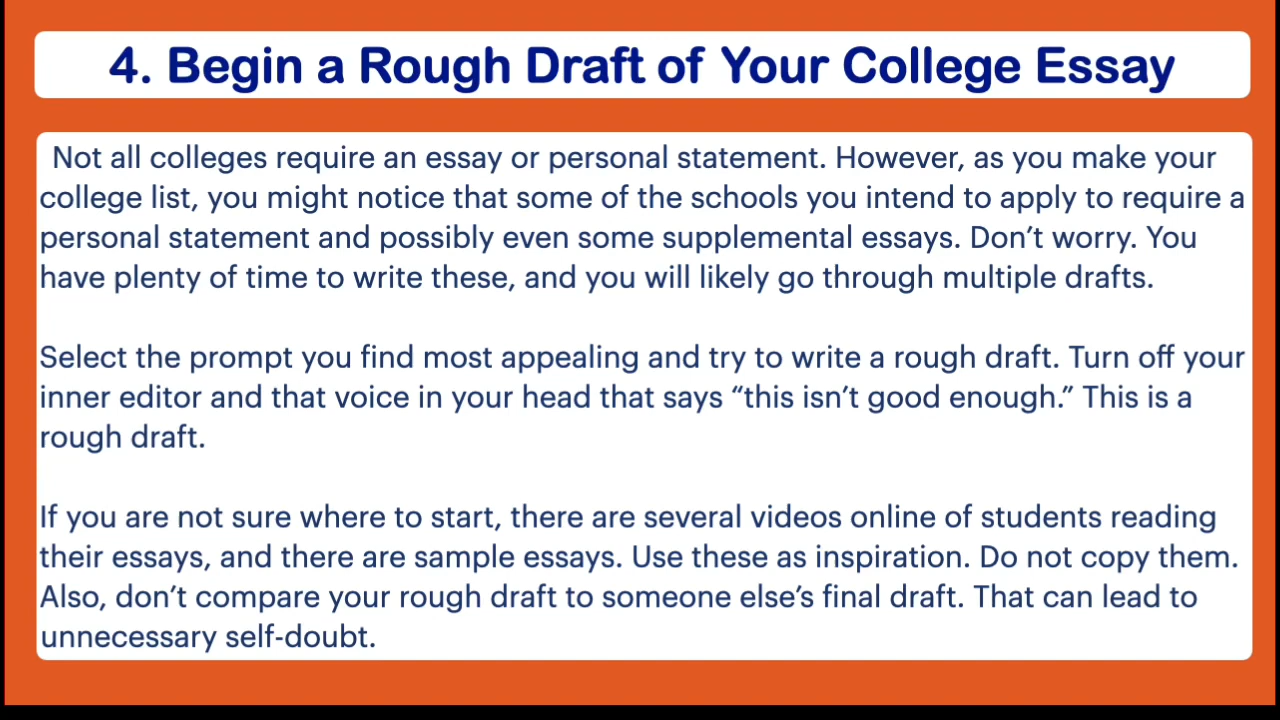 4. Begin a Rough Draft of Your College Essay
Not all colleges require an essay or personal statement. However, as you make your
college list, you might notice that some of the schools you intend to apply to require a
personal statement and possibly even some supplemental essays. Don’t worry. You
have plenty of time to write these, and you will likely go through multiple drafts.
Select the prompt you find most appealing and try to write a rough draft. Turn off your
inner editor and that voice in your head that says “this isn’t good enough.” This is a
rough draft.
If you are not sure where to start, there are several videos online of students reading
their essays, and there are sample essays. Use these as inspiration. Do not copy them.
Also, don’t compare your rough draft to someone else’s final draft. That can lead to
unnecessary self-doubt.